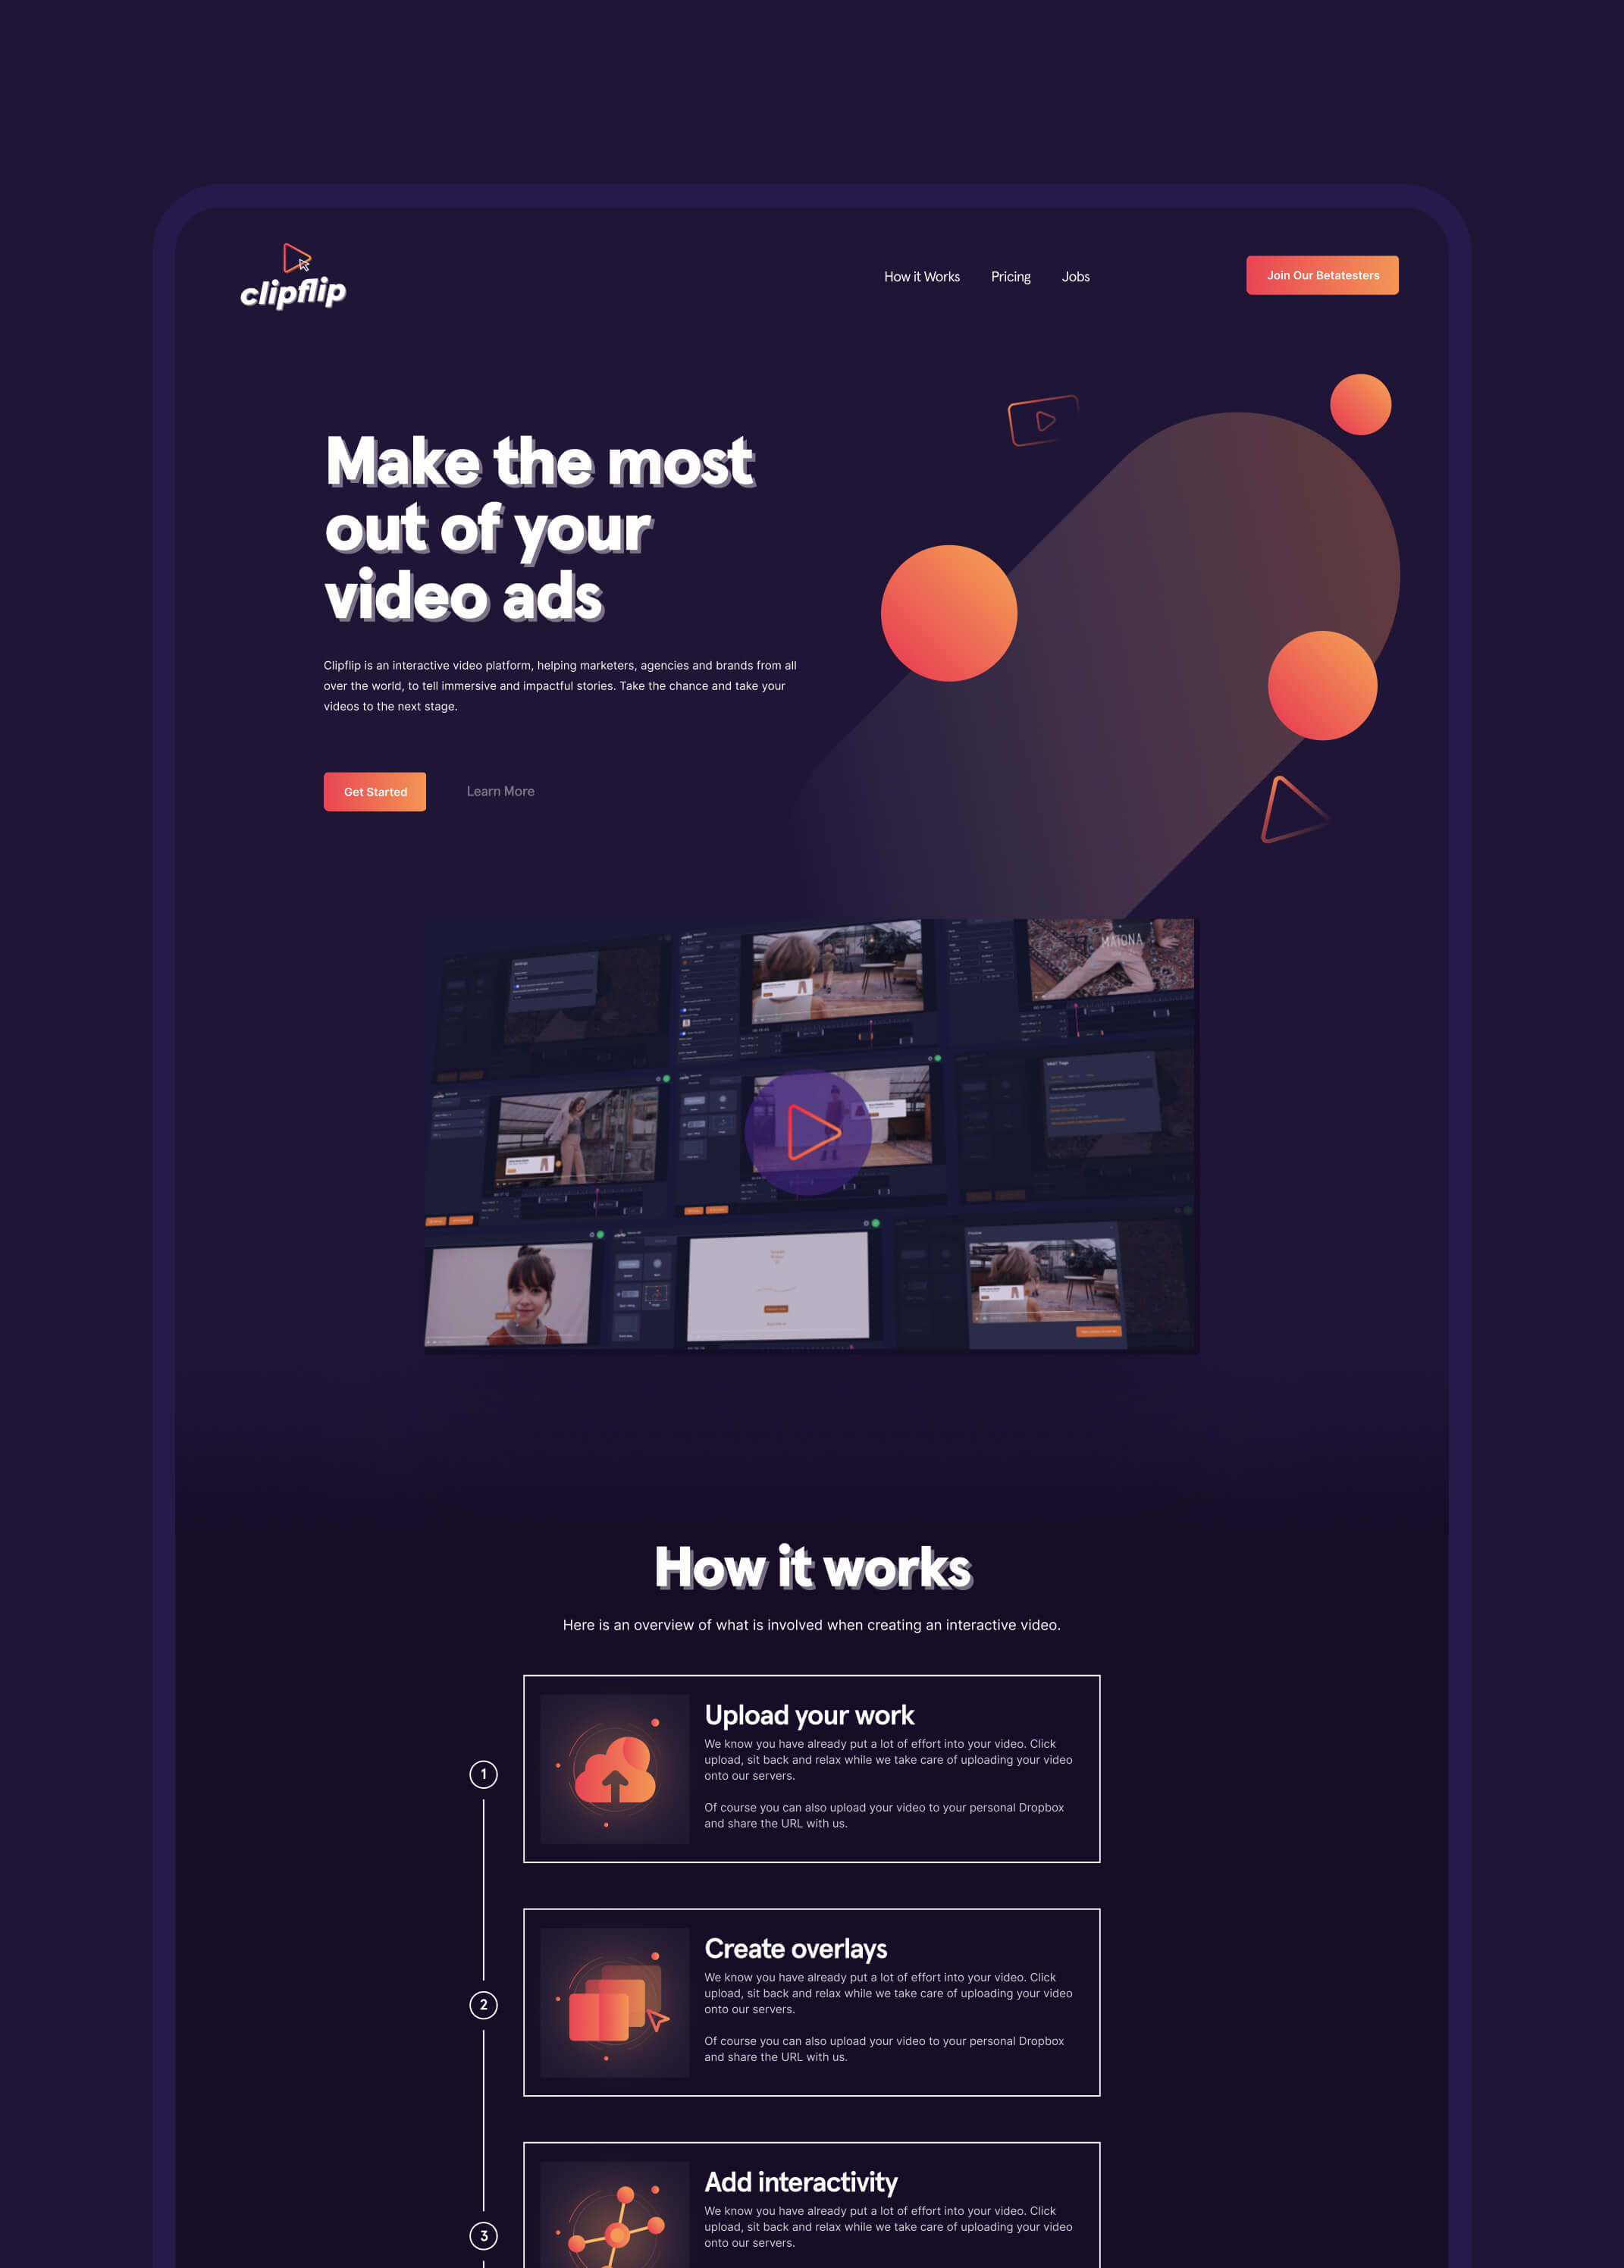 clipflip
How it Works
Pricing
Jobs
Join Our Betatesters
Make the most
out of your
video ads
Clipflip is an interactive video platform, helping marketers, agencies and brands from all
over the world, to tell immersive and impactful stories. Take the chance and take your
videos to the next stage.
Get Started
Learn More
MAIONA
How it works
Here is an overview of what is involved when creating an interactive video.
1
Upload your work
We know you have already put a lot of effort into your video. Click
upload, sit back and relax while we take care of uploading your video
onto our servers.
Of course you can also upload your video to your personal Dropbox
and share the URL with us.
2
Create overlays
We know you have already put a lot of effort into your video. Click
upload, sit back and relax while we take care of uploading your video
onto our servers.
Of course you can also upload your video to your personal Dropbox
and share the URL with us.
3
Add interactivity
We know you have already put a lot of effort into your video. Click
upload, sit back and relax while we take care of uploading your video
onto our servers.